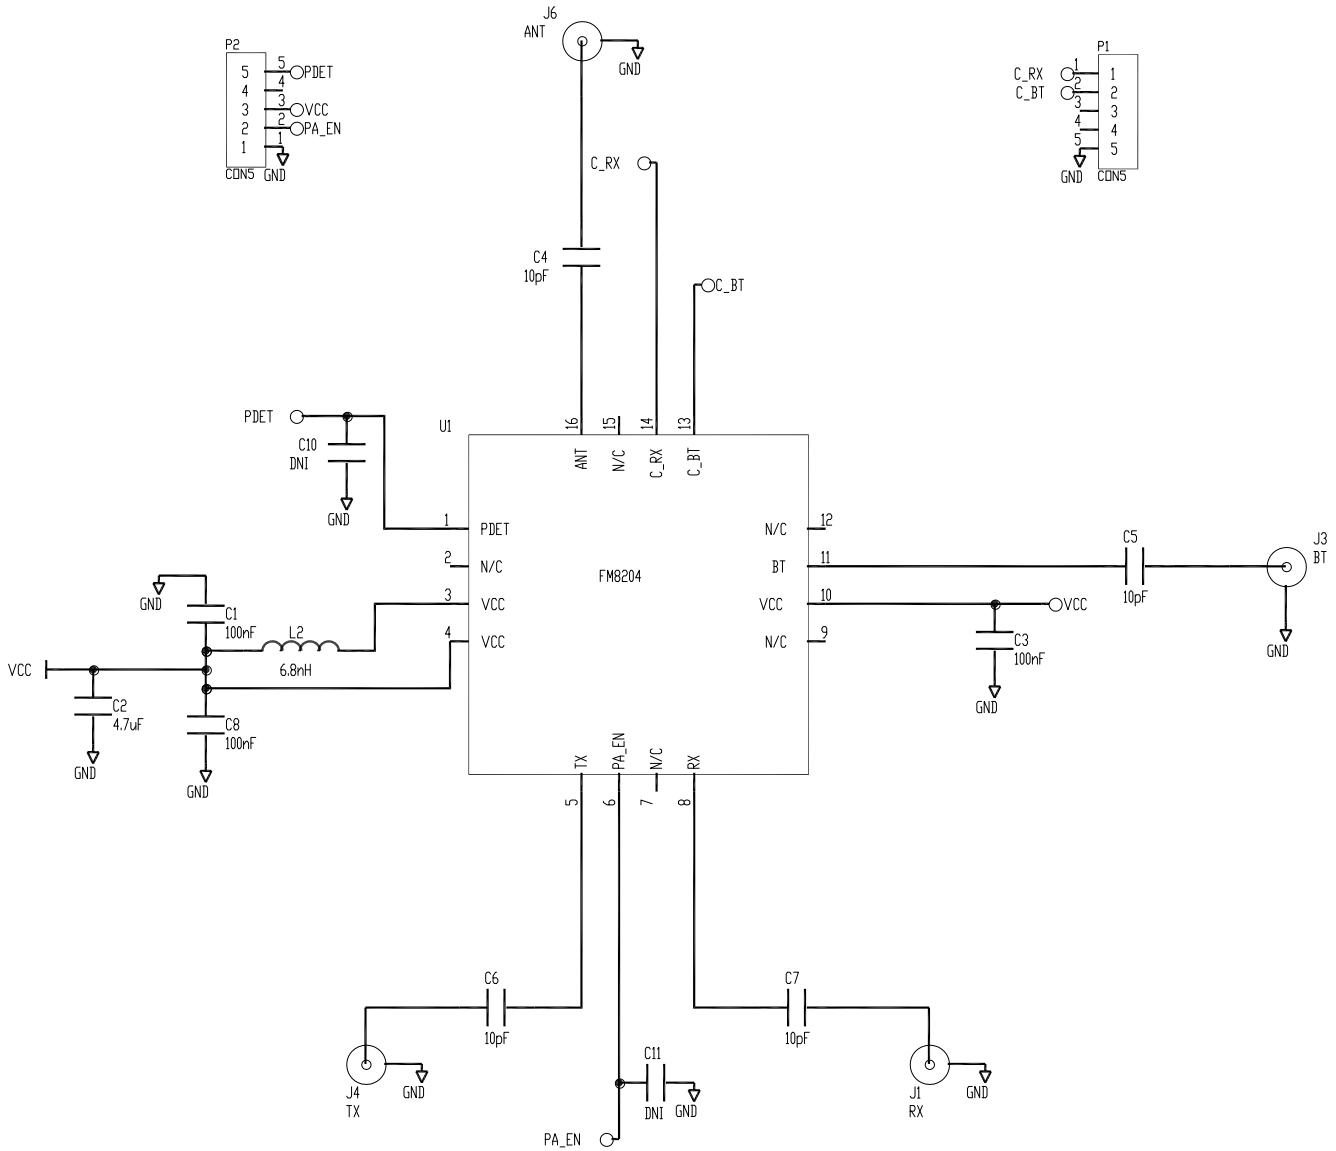 J6
ANT
GND
P2
5 5 PDET
4 4
3 3 VCC
2 2 PA_EN
1 1
CON5 GND
P1
C_RX 1 1
C_BT 2 2
3 3
4 4
5 5
GND CON5
C_RX
C4
10pF
C_BT
PDET
C10
DNI
GND
U1
16 15 14 13
ANT N/C C_RX C_BT
1 PDET
2 N/C
3 VCC
4 VCC
FM8204
N/C 12
BT 11
VCC 10
N/C 9
C5
10pF
J3
BT
GND
VCC
C3
100nF
GND
GND
C1
100nF
L2
6.8nH
VCC
C2
4.7uF
GND
C8
100nF
GND
TX PA_EN N/C RX
5 6 7 8
C6
10pF
J4
TX
GND
C7
10pF
J1
RX
GND
C11
DNI
GND
PA_EN